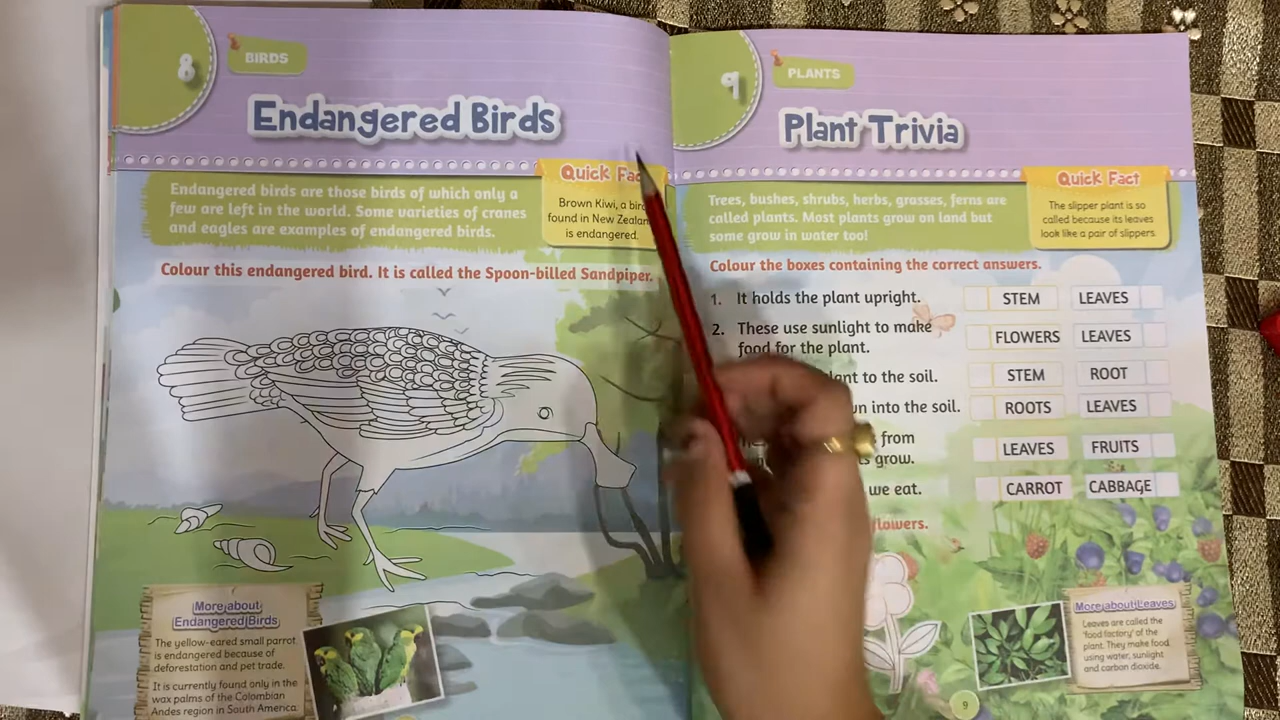 8
BIRDS
Endangered Birds
Endangered birds are those birds of which only a
few are left in the world. Some varieties of cranes
and eagles are examples of endangered birds.
Quick
Brown Kiwi, a
found in New
is endangered.
Colour this endangered bird. It is called the Spoon-billed Sandpiper.
More about
Endangered Birds
The yellow-eared small parrot
is endangered because of
deforestation and pet trade.
It is currently found only in the
wax palms of the Colombian
Andes region in South America.
9
PLANTS
Plant Trivia
Trees, bushes, shrubs, herbs, grasses, ferns are
called plants. Most plants grow on land but
some grow in water too!
Quick Fact
The slipper plant is so
called because its leaves
look like a pair of slippers.
Colour the boxes containing the correct answers.
1. It holds the plant upright. STEM LEAVES
2. These use sunlight to make FLOWERS LEAVES
food for the plant.
to the soil. STEM ROOT
into the soil. ROOTS LEAVES
from LEAVES FRUITS
grow.
we eat. CARROT CABBAGE
flowers.
More about Leaves
Leaves are called the
'food factory' of the
plant. They make food
using water, sunlight
and carbon dioxide.
9